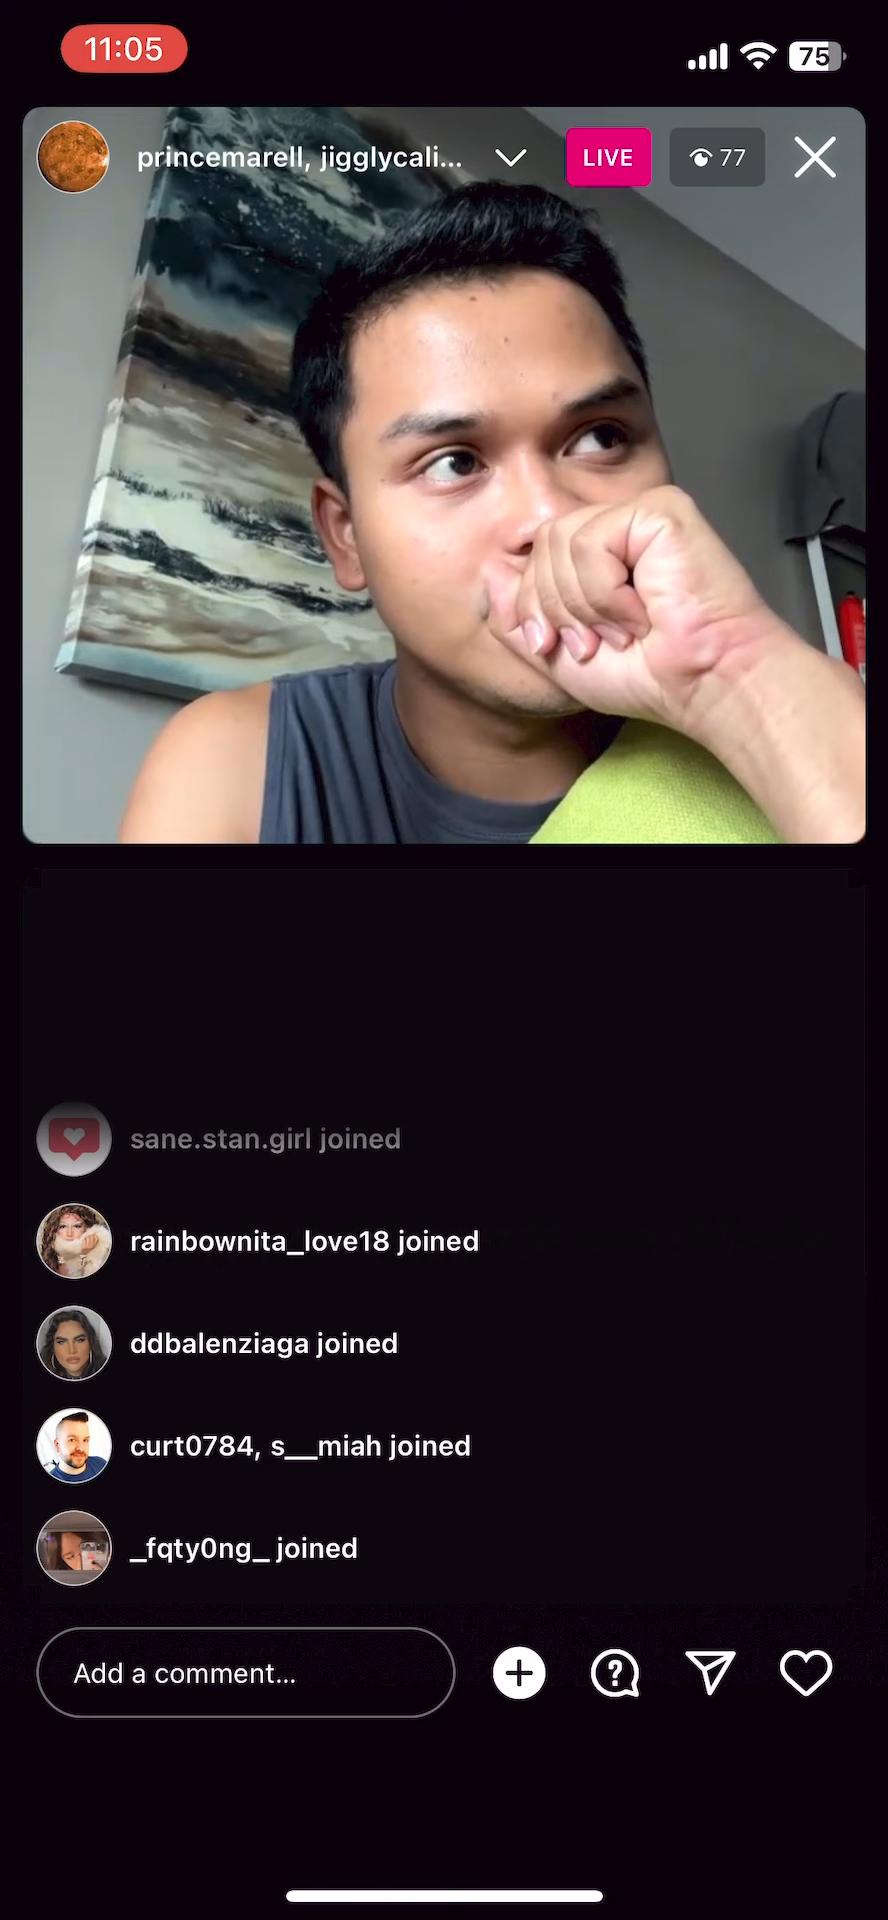 11:05
75
princemarell, jigglycali...
LIVE
77
sane.stan.girl joined
rainbownita_love18 joined
ddbalenziaga joined
curt0784, s__miah joined
_fqty0ng_ joined
Add a comment...